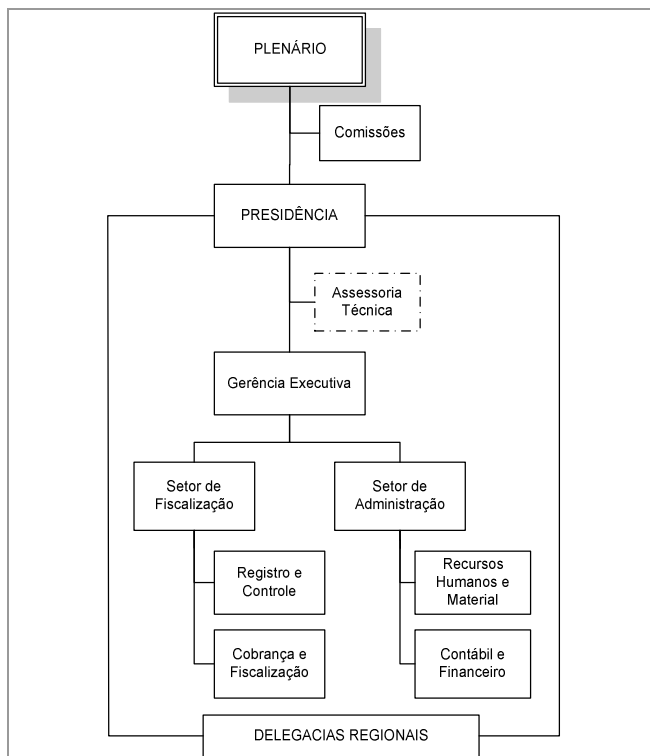 PLENÁRIO
Comissões
PRESIDÊNCIA
Assessoria
Técnica
Gerência Executiva
Setor de
Fiscalização
Setor de
Administração
Registro e
Controle
Recursos
Humanos e
Material
Cobrança e
Fiscalização
Contábil e
Financeiro
DELEGACIAS REGIONAIS